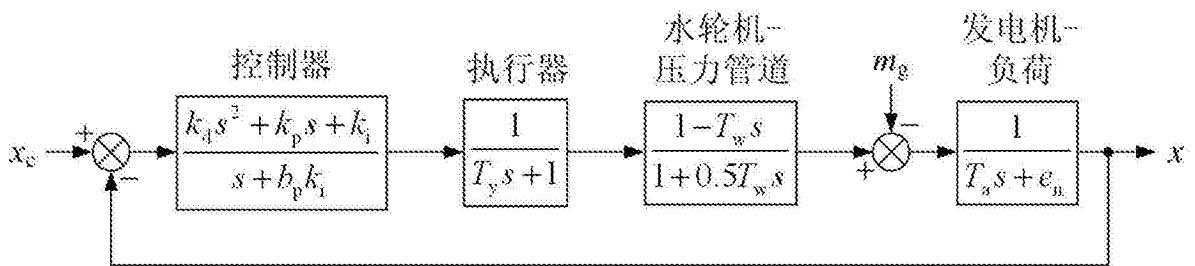 控制器
执行器
水轮机-
压力管道
发电机-
负荷
m_g
x_c
+
−
k_d s^2 + k_p s + k_i
s + b_p k_i
1
T_y s + 1
1 − T_w s
1 + 0.5T_w s
+
−
1
T_a s + e_n
x